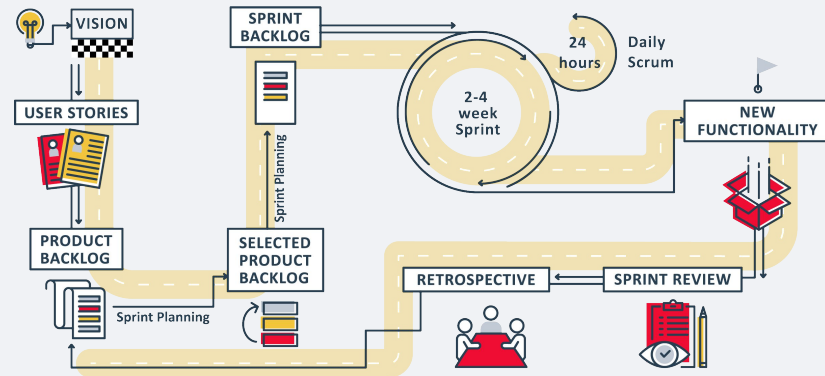 VISION
USER STORIES
PRODUCT
BACKLOG
Sprint Planning
SELECTED
PRODUCT
BACKLOG
Sprint Planning
SPRINT
BACKLOG
2-4
week
Sprint
24
hours
Daily
Scrum
NEW
FUNCTIONALITY
SPRINT REVIEW
RETROSPECTIVE